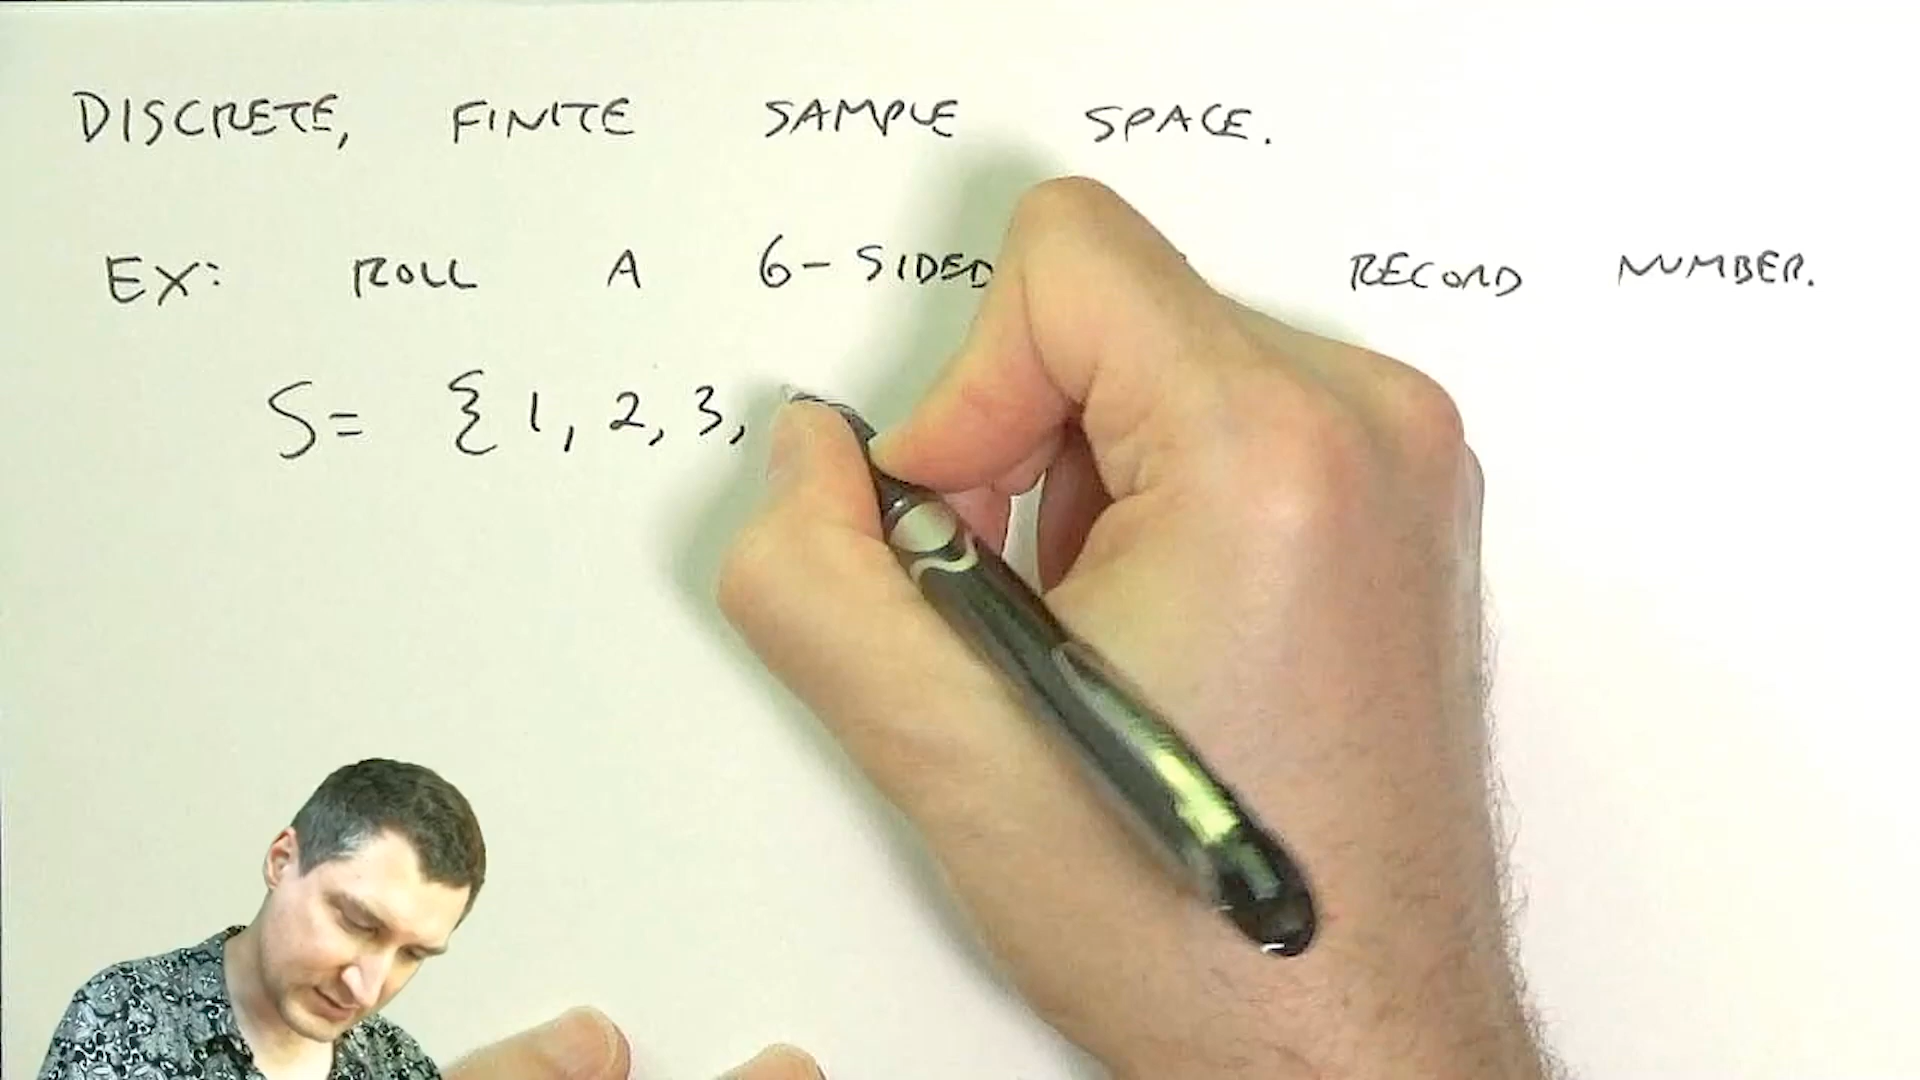 DISCRETE, FINITE SAMPLE SPACE.
EX: ROLL A 6-SIDED RECORD NUMBER.
S= { 1, 2, 3,